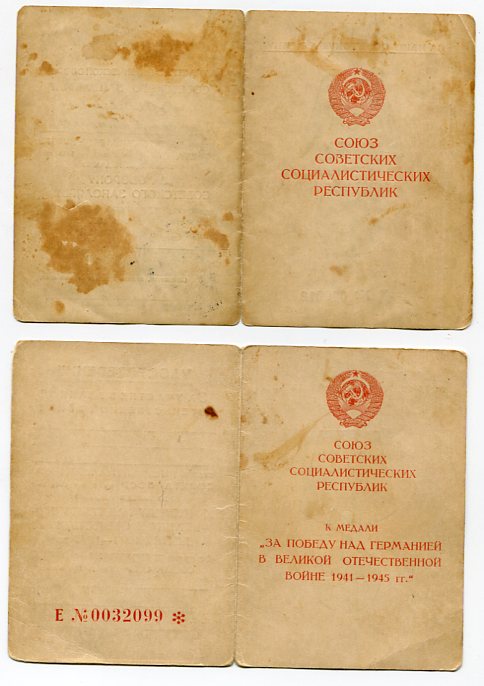 СОЮЗ
СОВЕТСКИХ
СОЦИАЛИСТИЧЕСКИХ
РЕСПУБЛИК
СОЮЗ
СОВЕТСКИХ
СОЦИАЛИСТИЧЕСКИХ
РЕСПУБЛИК
К МЕДАЛИ
„ЗА ПОБЕДУ НАД ГЕРМАНИЕЙ
В ВЕЛИКОЙ ОТЕЧЕСТВЕННОЙ
ВОЙНЕ 1941—1945 гг.“
Е №0032099 *